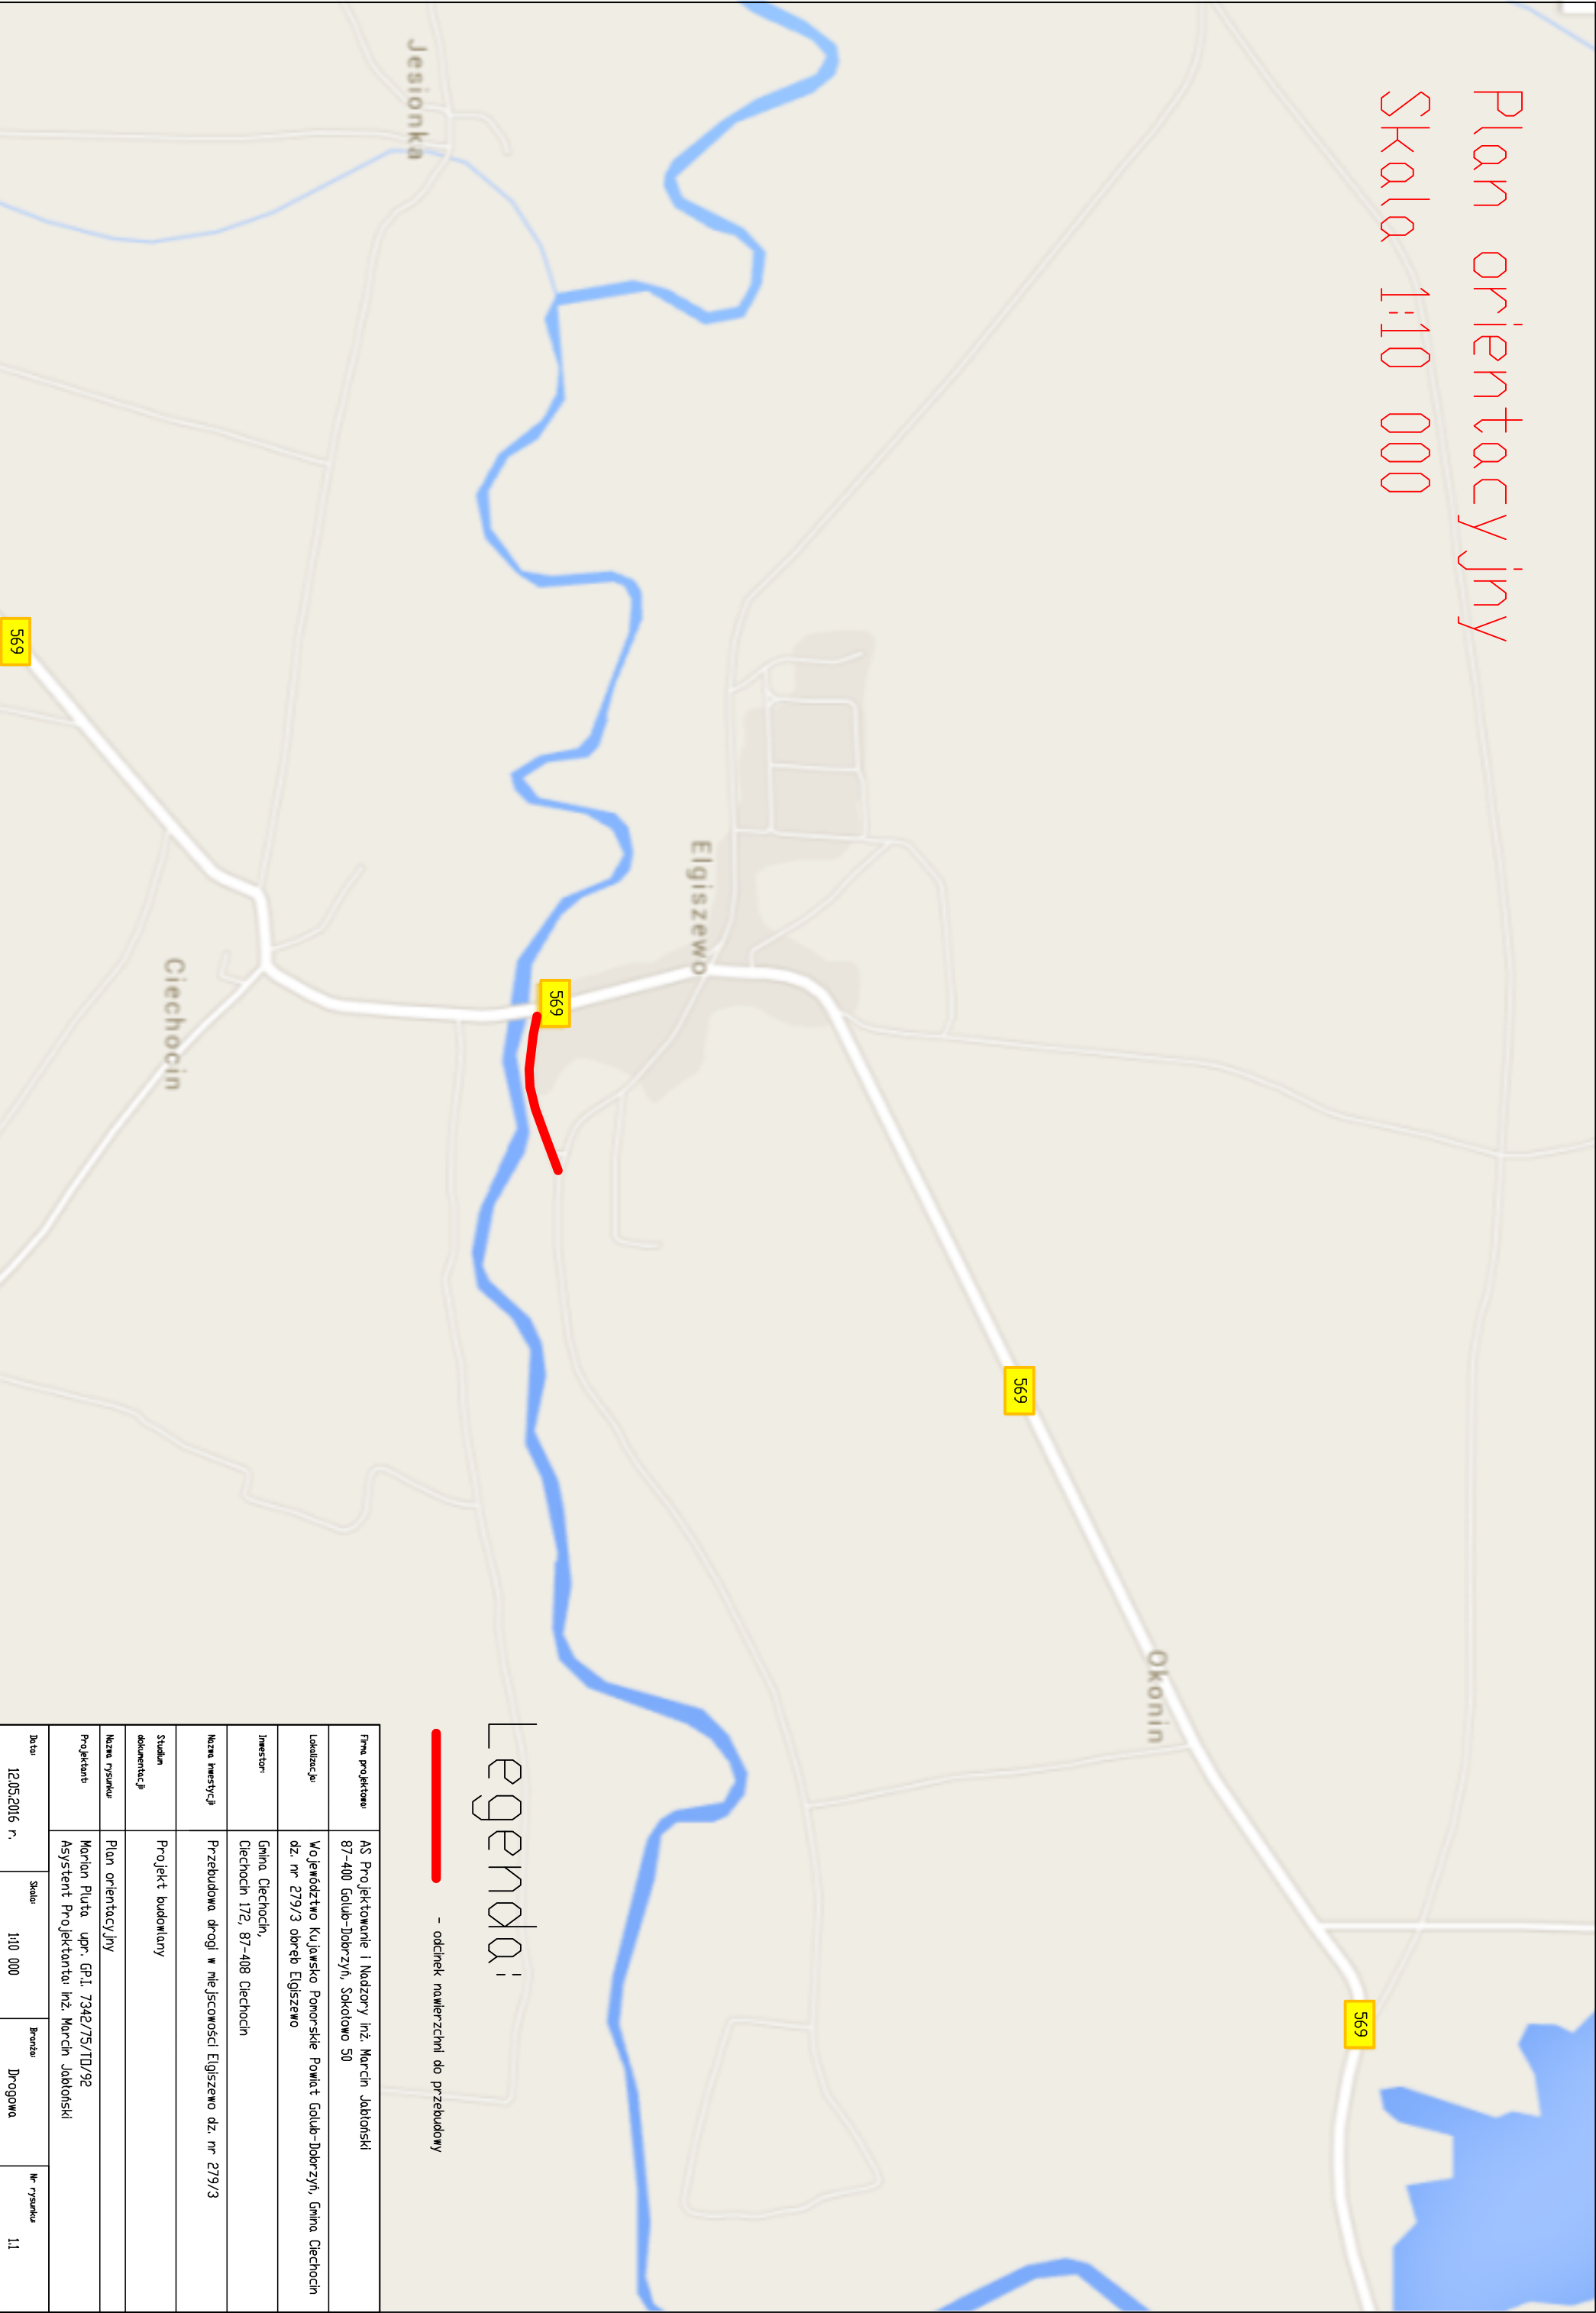 Plan orientacyjny
Skala 1:10 000
Jesionka
569
Elgiszewo
Ciechocin
569
569
Okonin
569
Legenda:
- odcinek nawierzchni do przebudowy
Firma projektowa:
AS Projektowanie i Nadzory inż. Marcin Jabłoński
87-400 Golub-Dobrzyń, Sokołowo 50
Lokalizacja:
Województwo Kujawsko Pomorskie Powiat Golub-Dobrzyń, Gmina Ciechocin
dz. nr 279/3 obręb Elgiszewo
Inwestor:
Gmina Ciechocin,
Ciechocin 172, 87-408 Ciechocin
Nazwa inwestycji:
Przebudowa drogi w miejscowości Elgiszewo dz. nr 279/3
Studium
dokumentacji:
Projekt budowlany
Nazwa rysunku:
Plan orientacyjny
Projektant:
Marian Pluta upr. GP.I. 7342/75/TO/92
Asystent Projektanta: inż. Marcin Jabłoński
Data: 12.05.2016 r.
Skala: 1:10 000
Branża: Drogowa
Nr rysunku: 1.1